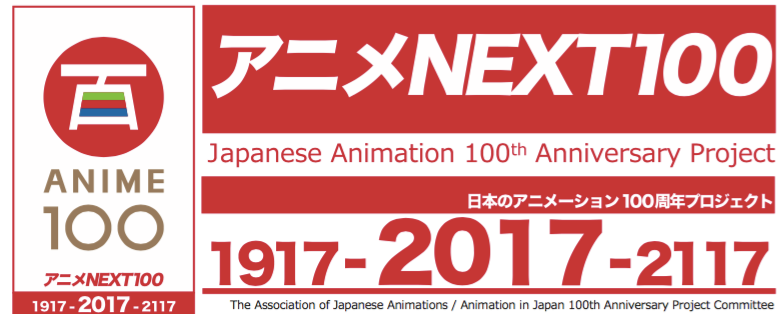 百
ANIME
100
アニメNEXT100
1917 - 2017 - 2117
アニメNEXT100
Japanese Animation 100th Anniversary Project
日本のアニメーション100周年プロジェクト
1917-2017-2117
The Association of Japanese Animations / Animation in Japan 100th Anniversary Project Committee